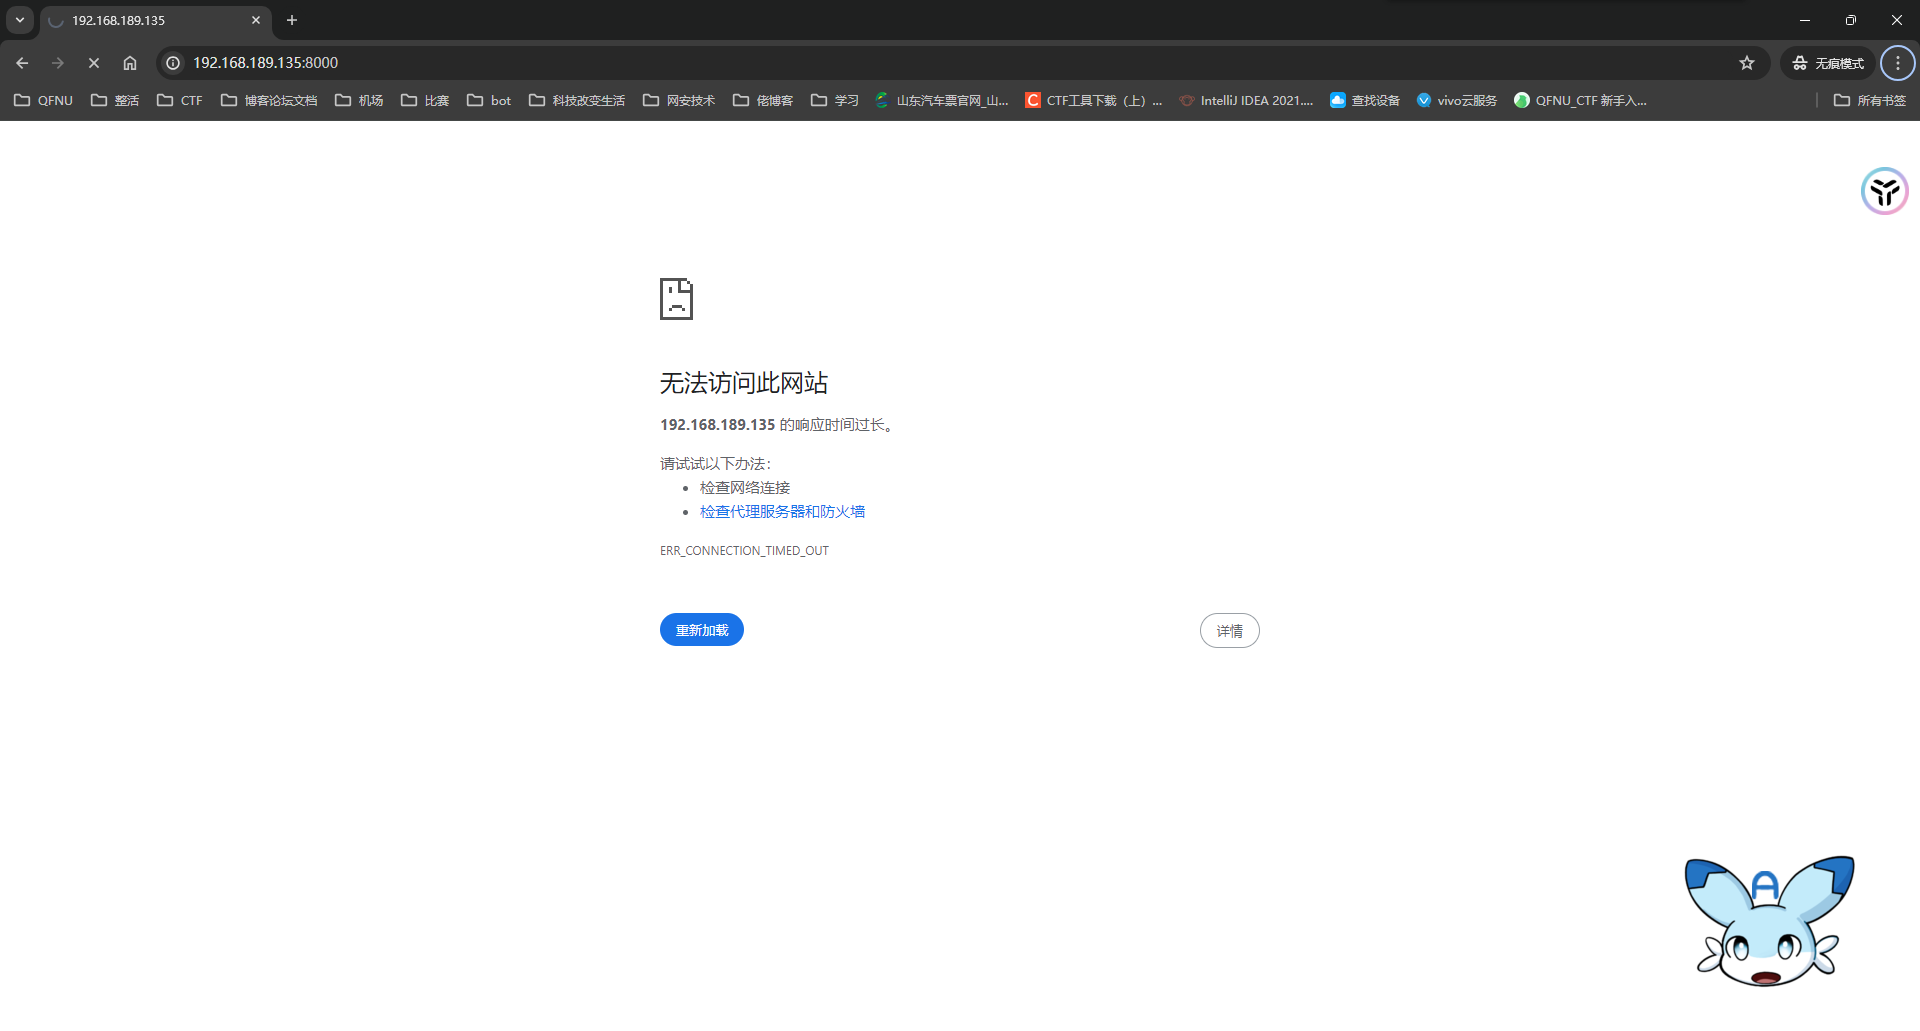 192.168.189.135
192.168.189.135:8000
无痕模式
QFNU
整活
CTF
博客论坛文档
机场
比赛
bot
科技改变生活
网安技术
佬博客
学习
山东汽车票官网_山...
CTF工具下载（上）...
IntelliJ IDEA 2021....
查找设备
vivo云服务
QFNU_CTF 新手入...
所有书签
无法访问此网站
192.168.189.135 的响应时间过长。
请试试以下办法：
检查网络连接
检查代理服务器和防火墙
ERR_CONNECTION_TIMED_OUT
重新加载
详情
A